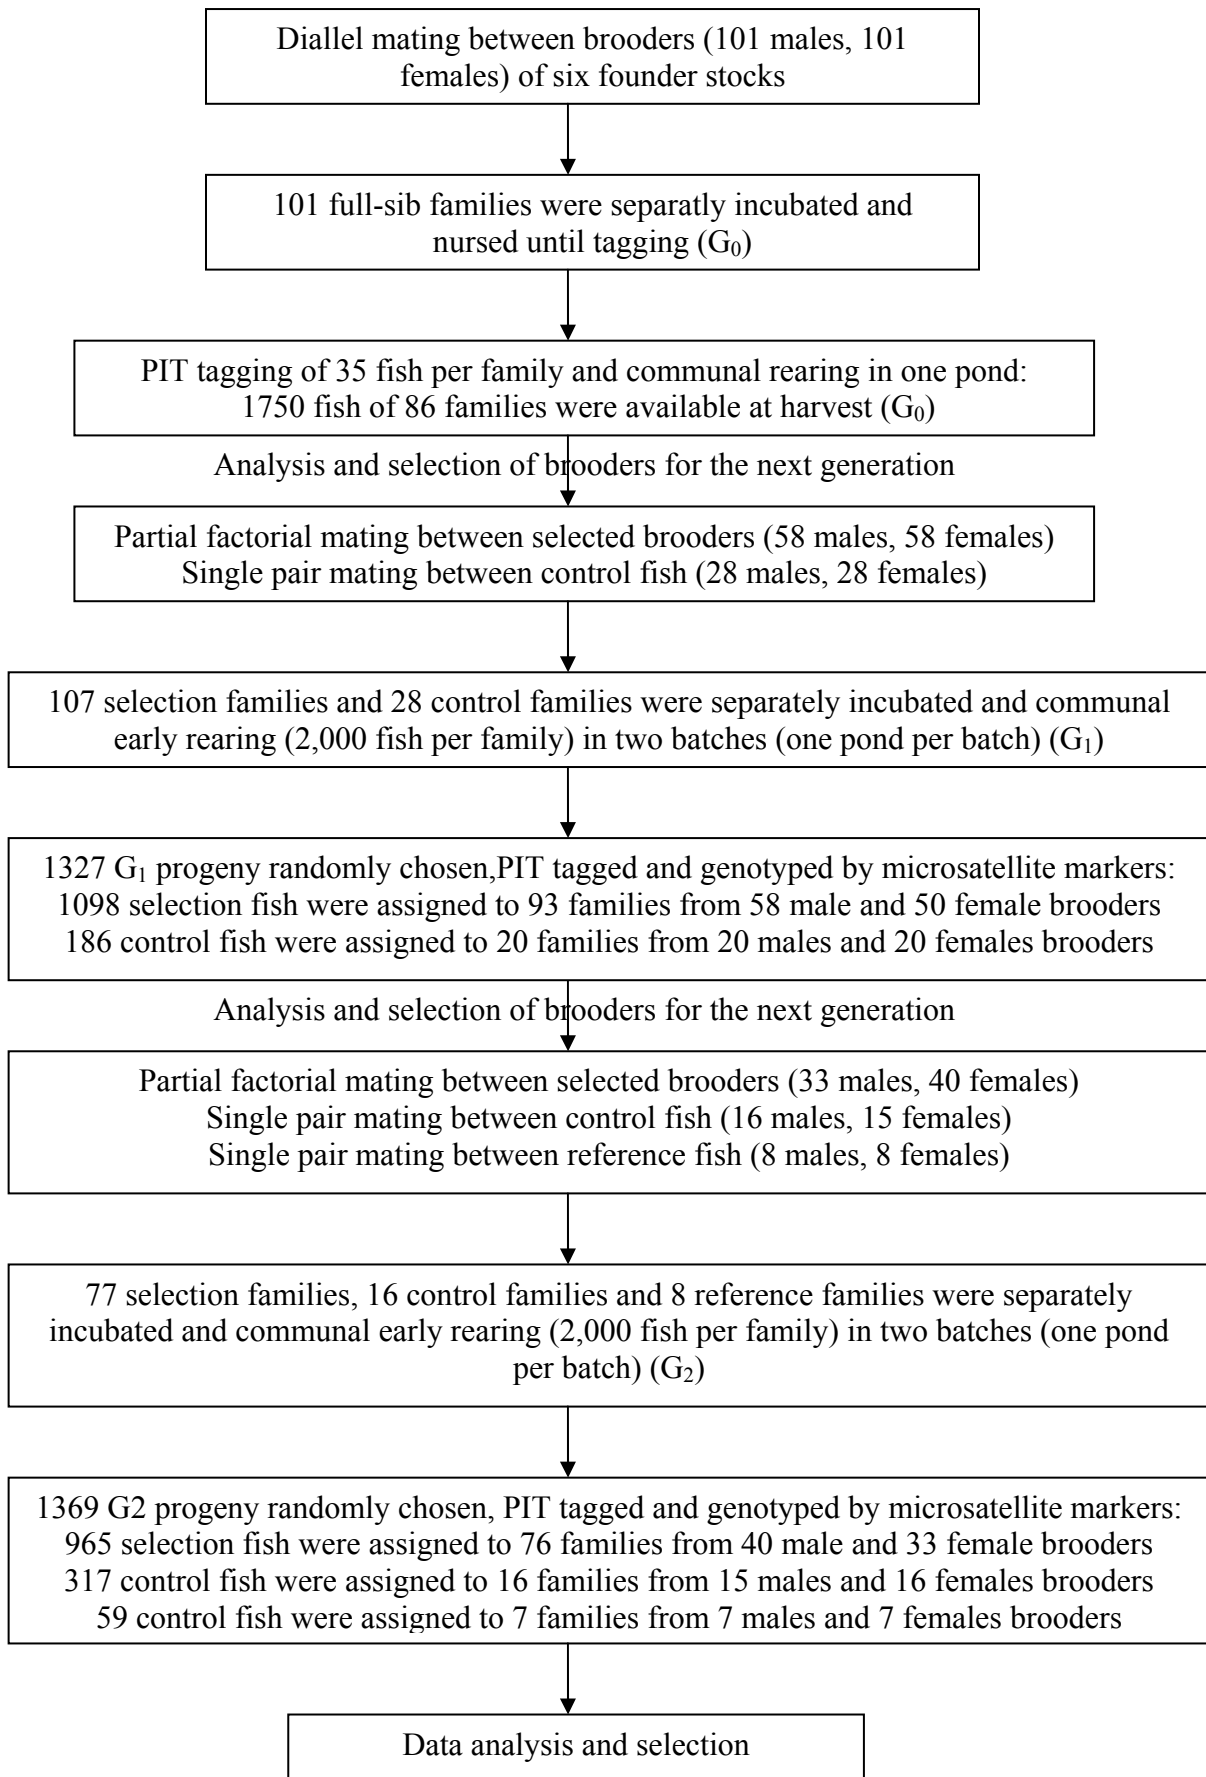 Diallel mating between brooders (101 males, 101
females) of six founder stocks
101 full-sib families were separatly incubated and
nursed until tagging (G₀)
PIT tagging of 35 fish per family and communal rearing in one pond:
1750 fish of 86 families were available at harvest (G₀)
Analysis and selection of brooders for the next generation
Partial factorial mating between selected brooders (58 males, 58 females)
Single pair mating between control fish (28 males, 28 females)
107 selection families and 28 control families were separately incubated and communal
early rearing (2,000 fish per family) in two batches (one pond per batch) (G₁)
1327 G₁ progeny randomly chosen,PIT tagged and genotyped by microsatellite markers:
1098 selection fish were assigned to 93 families from 58 male and 50 female brooders
186 control fish were assigned to 20 families from 20 males and 20 females brooders
Analysis and selection of brooders for the next generation
Partial factorial mating between selected brooders (33 males, 40 females)
Single pair mating between control fish (16 males, 15 females)
Single pair mating between reference fish (8 males, 8 females)
77 selection families, 16 control families and 8 reference families were separately
incubated and communal early rearing (2,000 fish per family) in two batches (one pond
per batch) (G₂)
1369 G2 progeny randomly chosen, PIT tagged and genotyped by microsatellite markers:
965 selection fish were assigned to 76 families from 40 male and 33 female brooders
317 control fish were assigned to 16 families from 15 males and 16 females brooders
59 control fish were assigned to 7 families from 7 males and 7 females brooders
Data analysis and selection